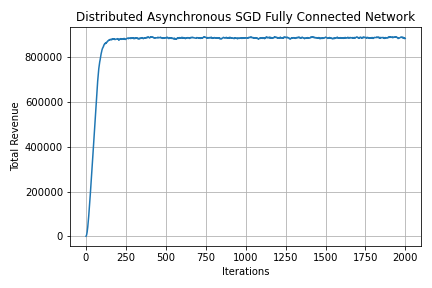 Distributed Asynchronous SGD Fully Connected Network
Total Revenue
800000
600000
400000
200000
0
0 250 500 750 1000 1250 1500 1750 2000
Iterations